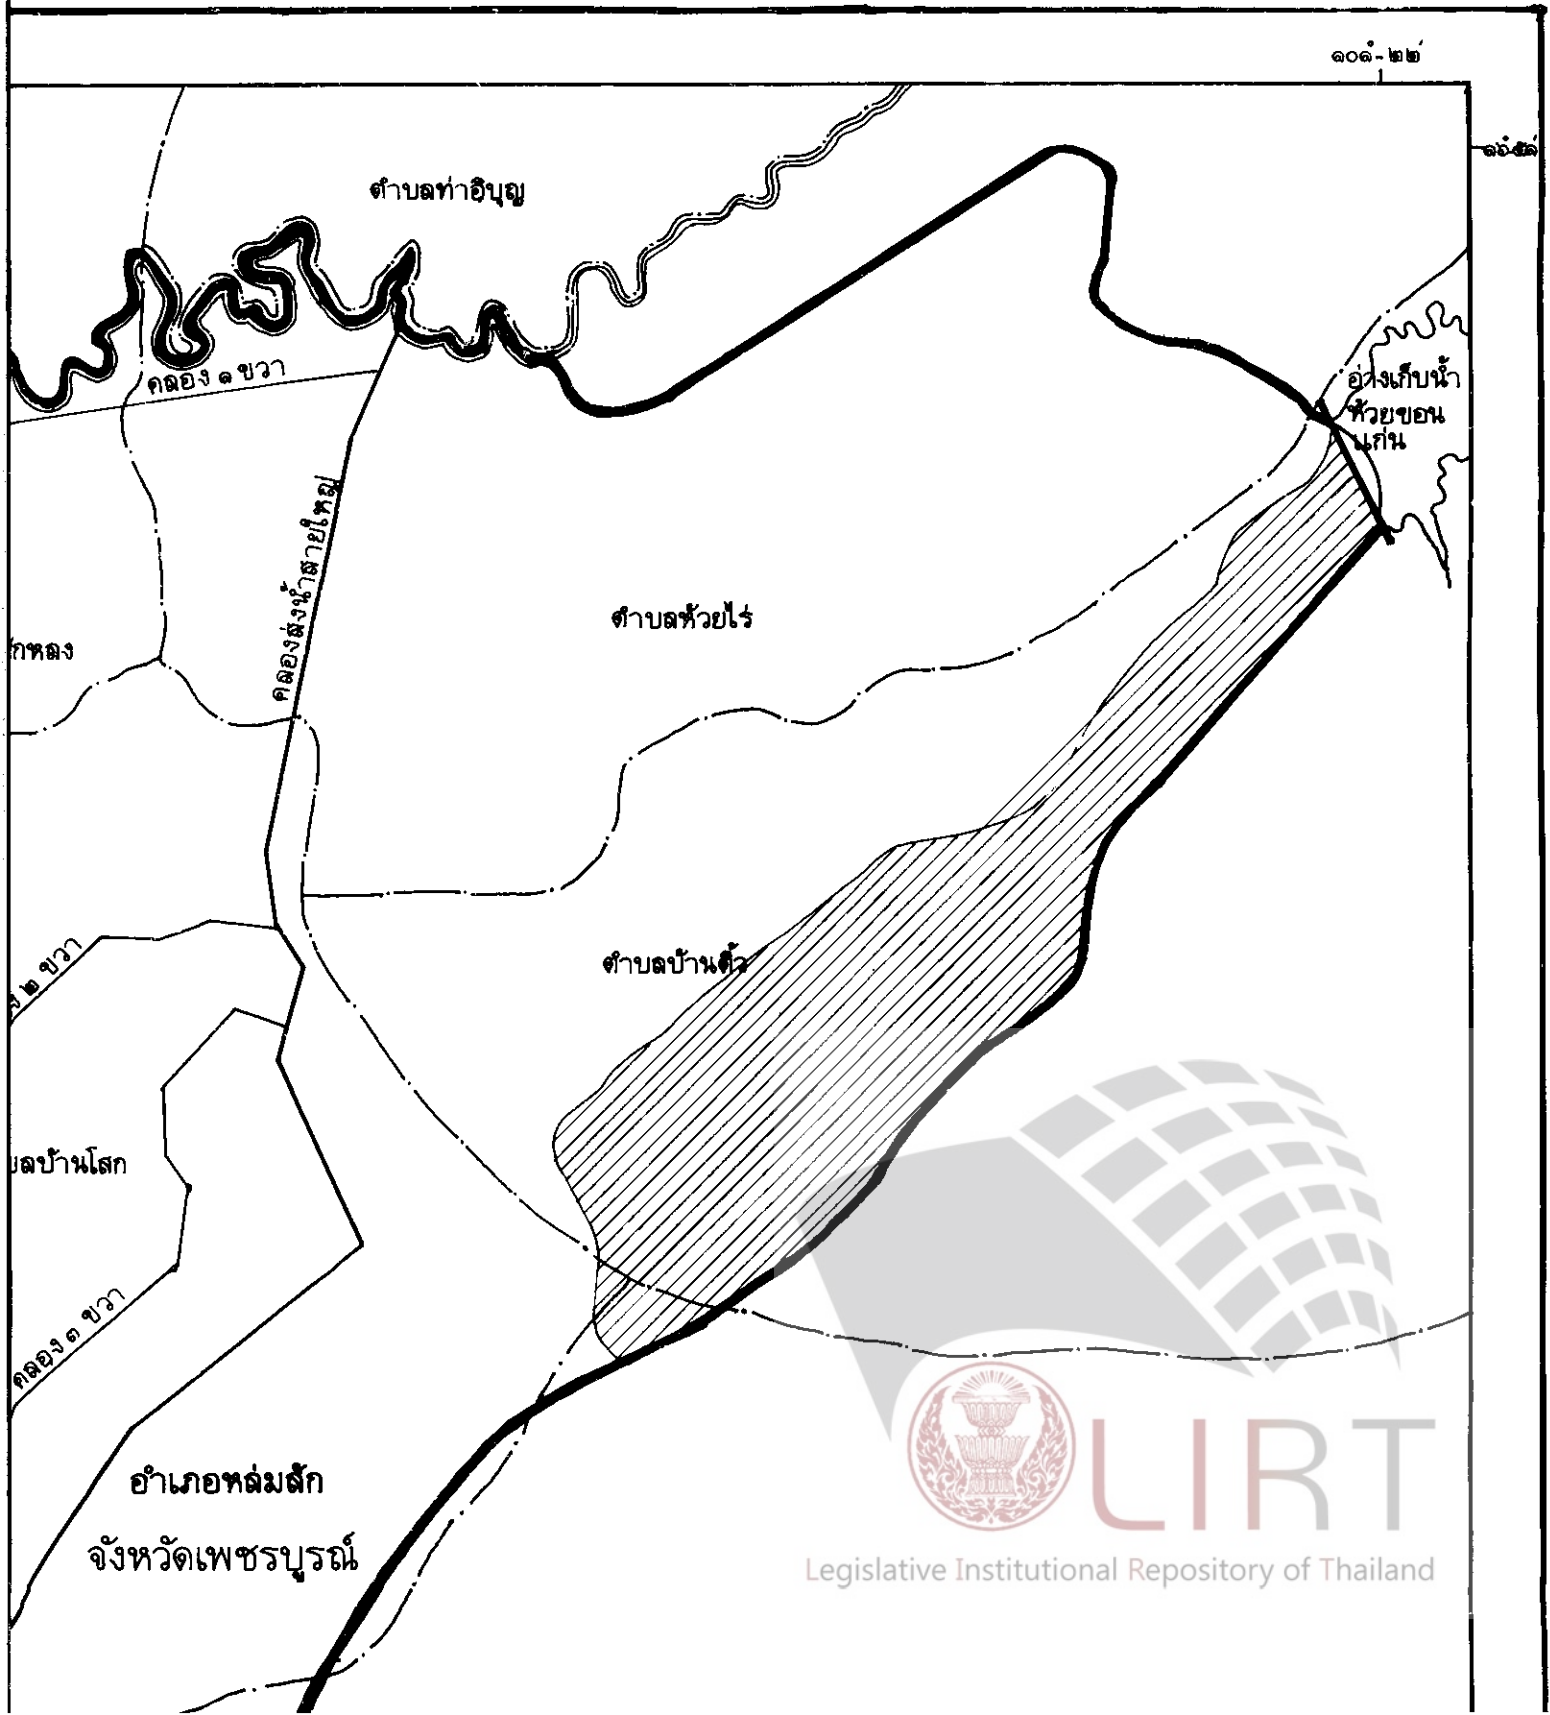 ๑๐๑°-๒๒'
ตำบลท่าอิบุญ
คลอง ๑ ขวา
อ่างเก็บน้ำ
ห้วยขอน
แก่น
คลองส่งน้ำสายใหญ่
ตำบลห้วยไร่
กหลง
ตำบลบ้านติ้ว
ง ๒ ขวา
บลบ้านโสก
คลอง ๓ ขวา
อำเภอหล่มสัก
จังหวัดเพชรบูรณ์
LIRT
Legislative Institutional Repository of Thailand